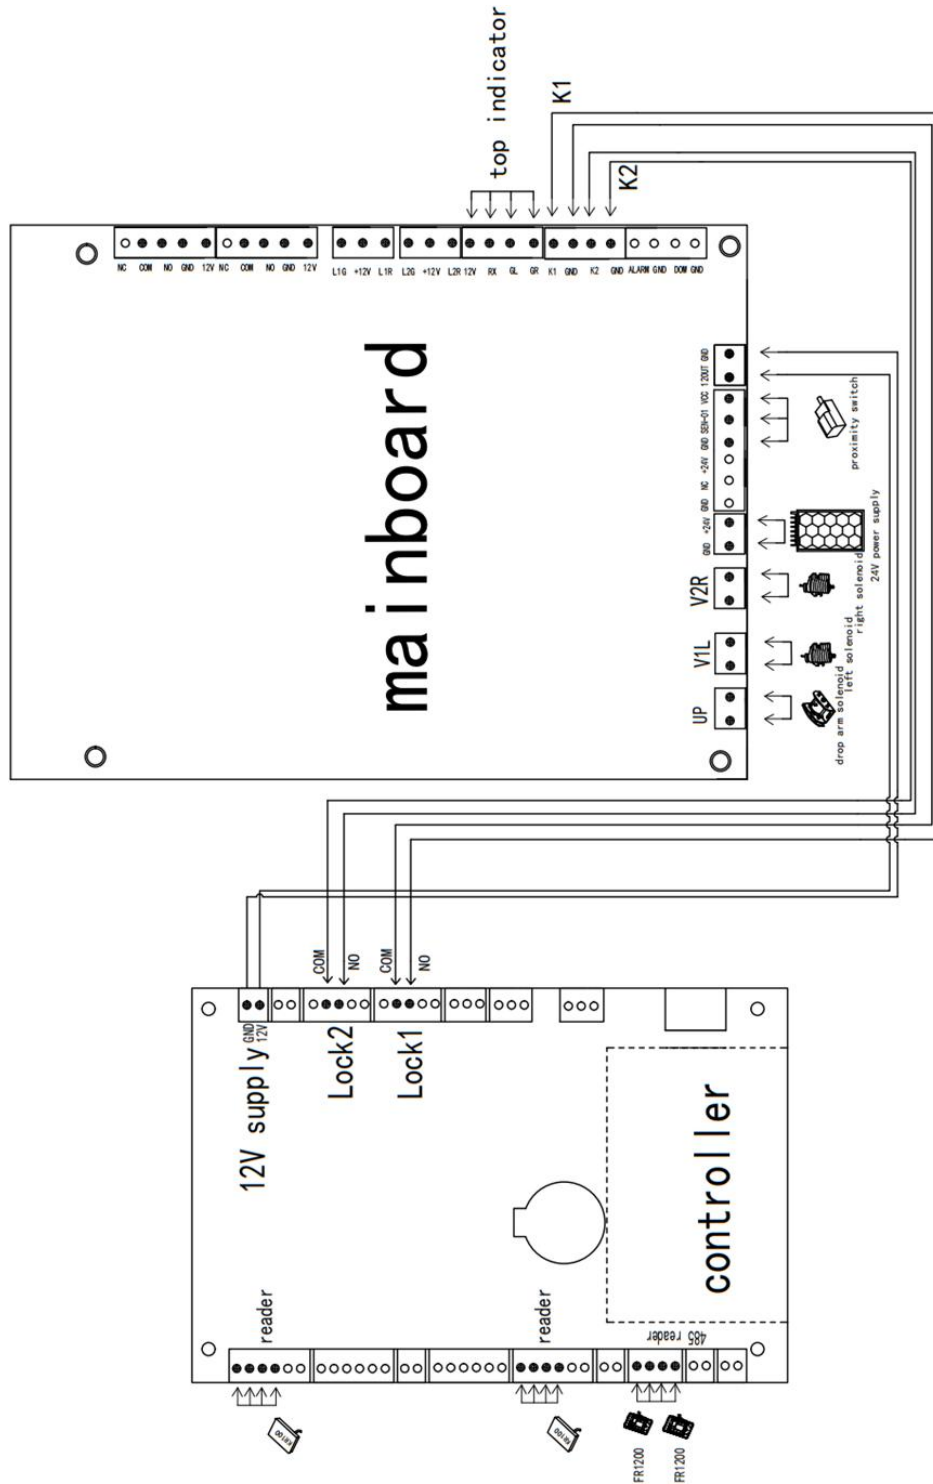 mainboard
NC
COM
NO
GND
12V
NC
COM
NO
GND
12V
L1G
+12V
L1R
L2G
+12V
L2R
12V
RX
GL
GR
K1
GND
K2
GND
ALARM
GND
DOM
GND
top indicator
K1
K2
UP
V1L
V2R
GND
+24V
GND
NC
+24V
GND
SEN-01
VCC
12OUT
GND
drop arm solenoid
left solenoid
right solenoid
24V power supply
proximity switch
controller
12V supply
GND
12V
Lock2
COM
NO
Lock1
COM
NO
reader
reader
485 reader
KR100
KR100
FR1200
FR1200